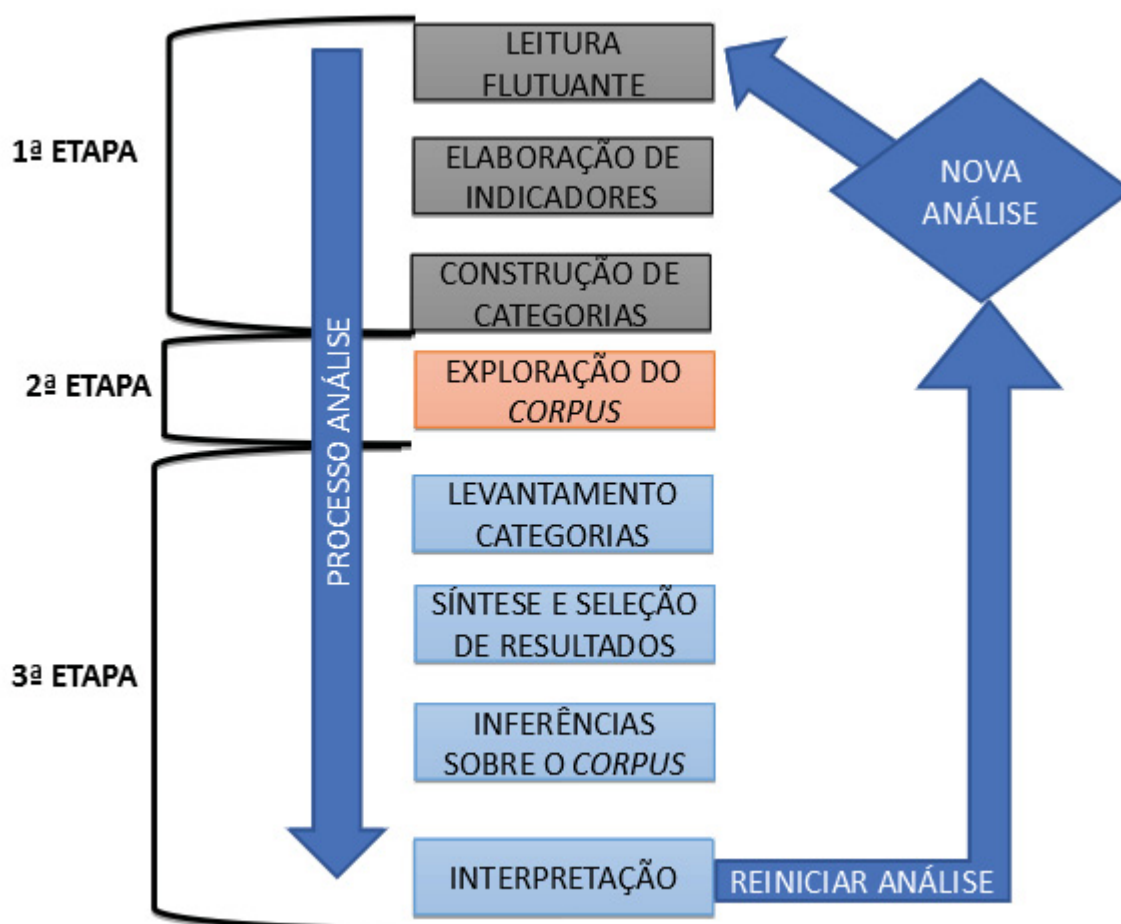 LEITURA
FLUTUANTE
1ª ETAPA
ELABORAÇÃO DE
INDICADORES
NOVA
ANÁLISE
CONSTRUÇÃO DE
CATEGORIAS
2ª ETAPA
EXPLORAÇÃO DO
CORPUS
PROCESSO ANÁLISE
LEVANTAMENTO
CATEGORIAS
SÍNTESE E SELEÇÃO
DE RESULTADOS
3ª ETAPA
INFERÊNCIAS
SOBRE O CORPUS
INTERPRETAÇÃO
REINICIAR ANÁLISE